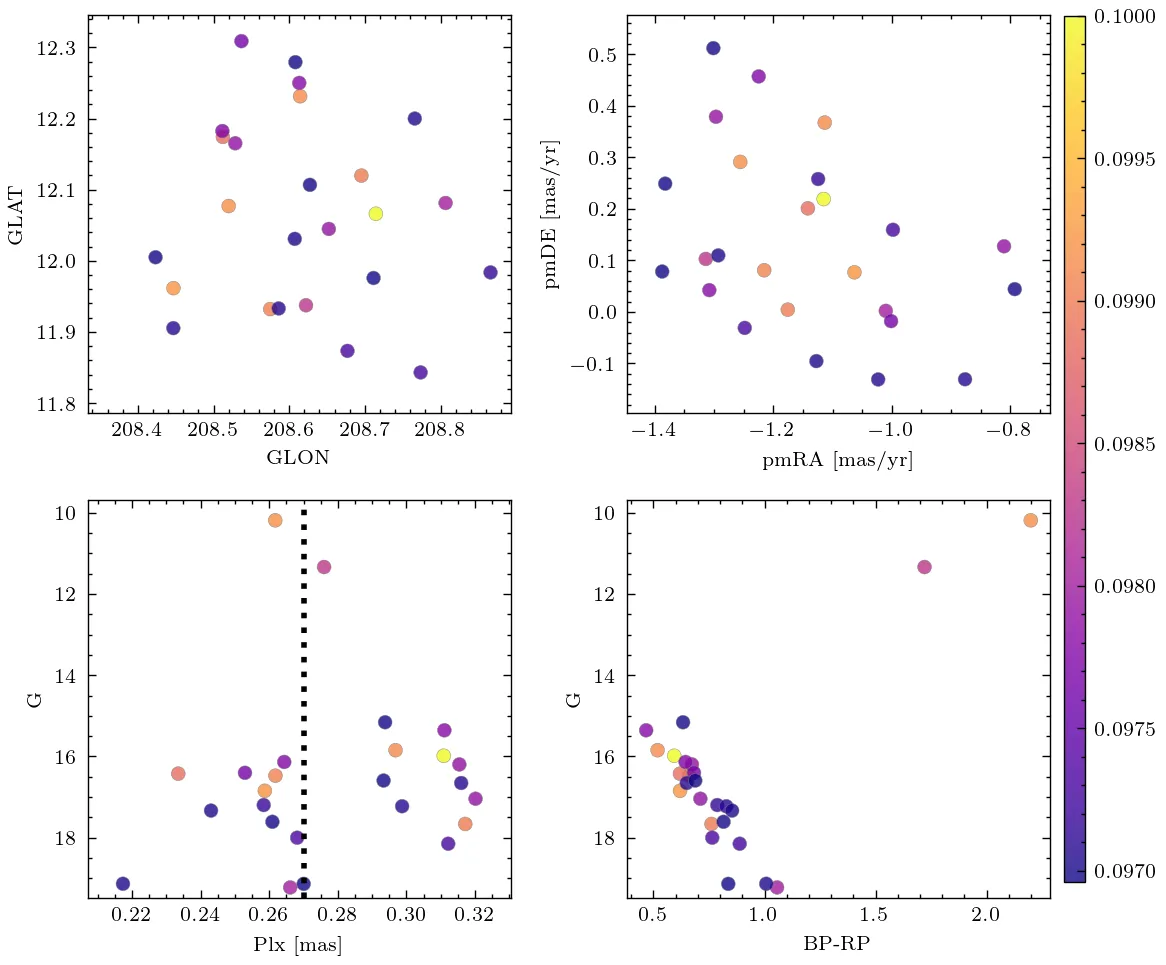 12.3
12.2
12.1
12.0
11.9
11.8
GLAT
208.4 208.5 208.6 208.7 208.8
GLON
0.5
0.4
0.3
0.2
0.1
0.0
−0.1
pmDE [mas/yr]
−1.4 −1.2 −1.0 −0.8
pmRA [mas/yr]
10
12
14
16
18
G
0.22 0.24 0.26 0.28 0.30 0.32
Plx [mas]
10
12
14
16
18
G
0.5 1.0 1.5 2.0
BP-RP
0.1000
0.0995
0.0990
0.0985
0.0980
0.0975
0.0970